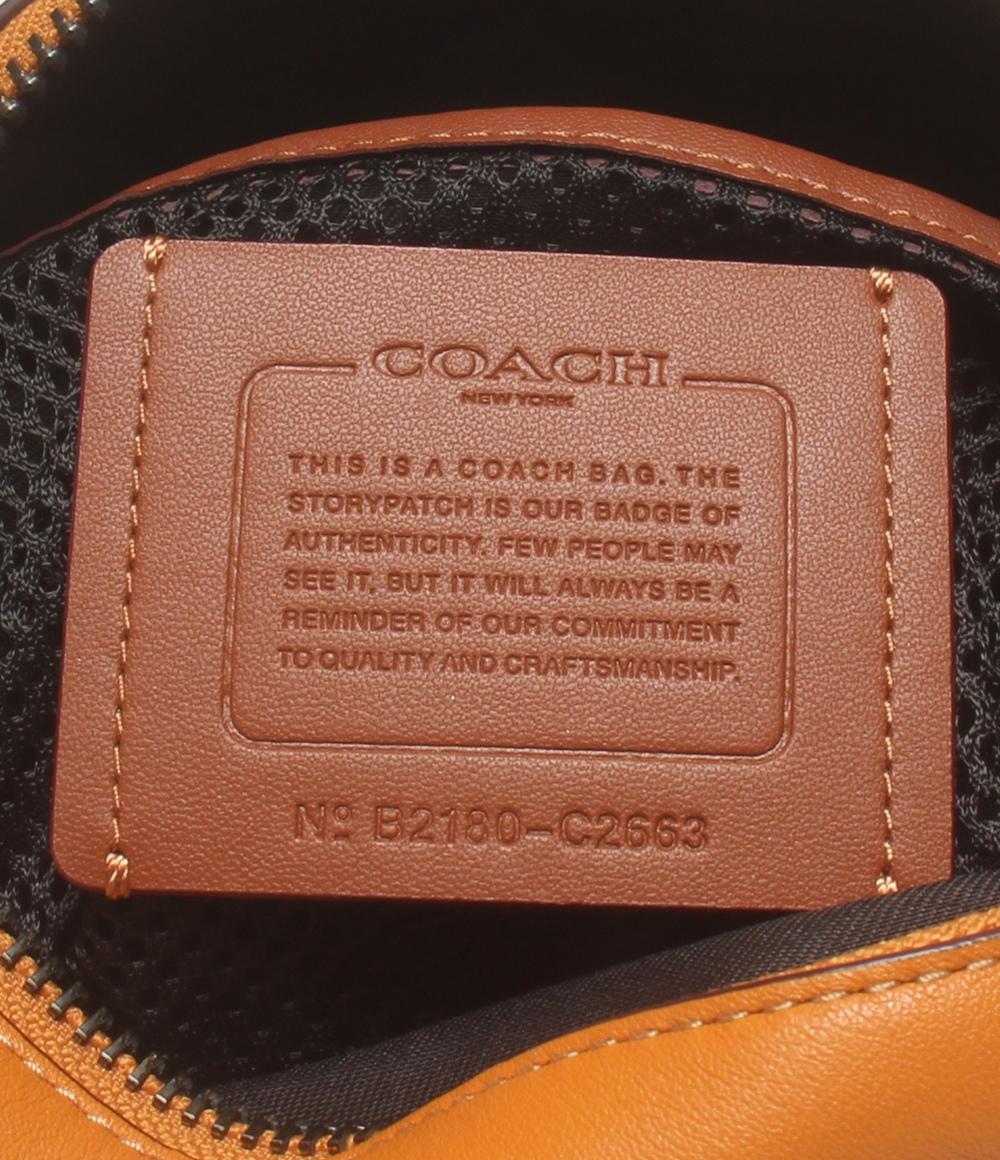 COACH
NEW YORK
THIS IS A COACH BAG. THE
STORYPATCH IS OUR BADGE OF
AUTHENTICITY. FEW PEOPLE MAY
SEE IT, BUT IT WILL ALWAYS BE A
REMINDER OF OUR COMMITMENT
TO QUALITY AND CRAFTSMANSHIP.
Nº B2180-C2663